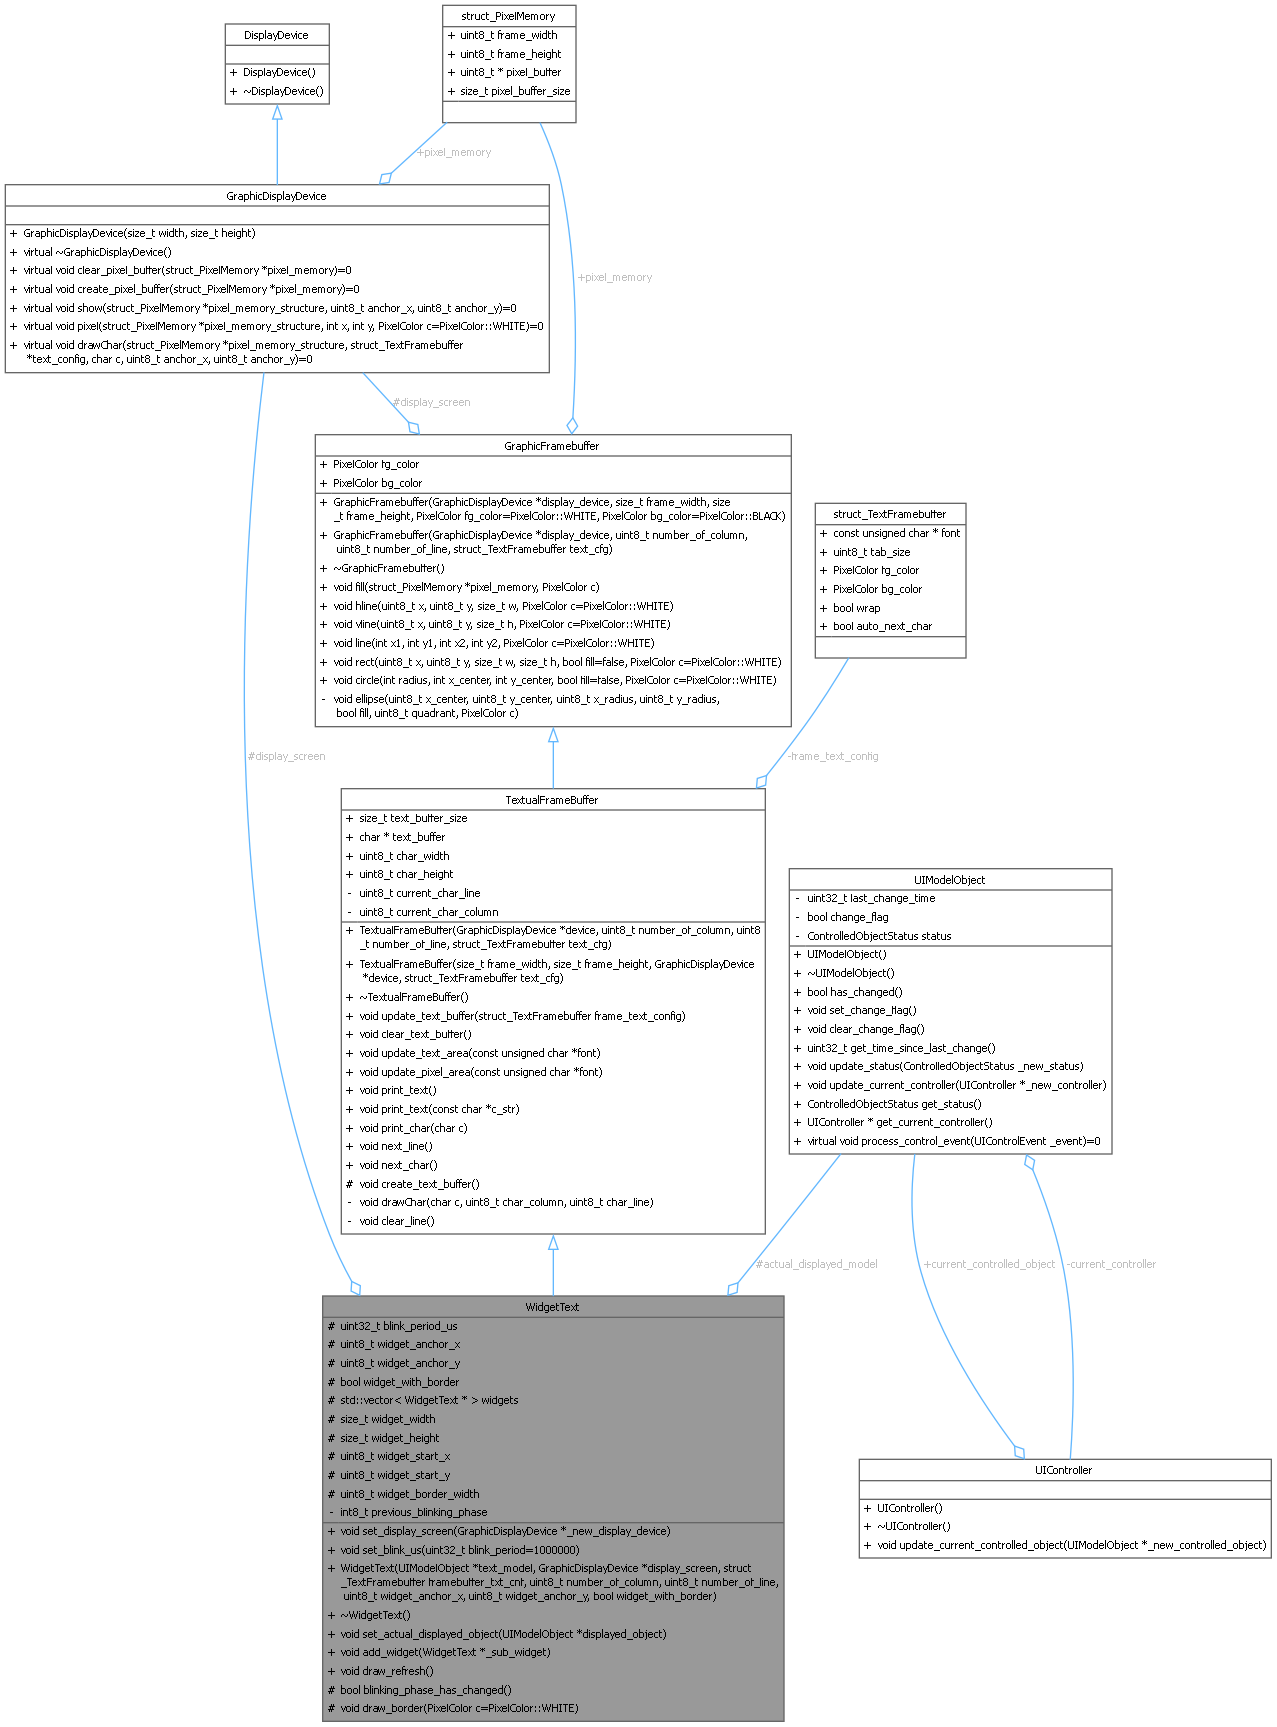 DisplayDevice
+ DisplayDevice()
+ ~DisplayDevice()
struct_PixelMemory
+ uint8_t frame_width
+ uint8_t frame_height
+ uint8_t * pixel_buffer
+ size_t pixel_buffer_size
+pixel_memory
GraphicDisplayDevice
+ GraphicDisplayDevice(size_t width, size_t height)
+ virtual ~GraphicDisplayDevice()
+ virtual void clear_pixel_buffer(struct_PixelMemory *pixel_memory)=0
+ virtual void create_pixel_buffer(struct_PixelMemory *pixel_memory)=0
+ virtual void show(struct_PixelMemory *pixel_memory_structure, uint8_t anchor_x, uint8_t anchor_y)=0
+ virtual void pixel(struct_PixelMemory *pixel_memory_structure, int x, int y, PixelColor c=PixelColor::WHITE)=0
+ virtual void drawChar(struct_PixelMemory *pixel_memory_structure, struct_TextFramebuffer
*text_config, char c, uint8_t anchor_x, uint8_t anchor_y)=0
+pixel_memory
#display_screen
GraphicFramebuffer
+ PixelColor fg_color
+ PixelColor bg_color
+ GraphicFramebuffer(GraphicDisplayDevice *display_device, size_t frame_width, size
_t frame_height, PixelColor fg_color=PixelColor::WHITE, PixelColor bg_color=PixelColor::BLACK)
+ GraphicFramebuffer(GraphicDisplayDevice *display_device, uint8_t number_of_column,
uint8_t number_of_line, struct_TextFramebuffer text_cfg)
+ ~GraphicFramebuffer()
+ void fill(struct_PixelMemory *pixel_memory, PixelColor c)
+ void hline(uint8_t x, uint8_t y, size_t w, PixelColor c=PixelColor::WHITE)
+ void vline(uint8_t x, uint8_t y, size_t h, PixelColor c=PixelColor::WHITE)
+ void line(int x1, int y1, int x2, int y2, PixelColor c=PixelColor::WHITE)
+ void rect(uint8_t x, uint8_t y, size_t w, size_t h, bool fill=false, PixelColor c=PixelColor::WHITE)
+ void circle(int radius, int x_center, int y_center, bool fill=false, PixelColor c=PixelColor::WHITE)
- void ellipse(uint8_t x_center, uint8_t y_center, uint8_t x_radius, uint8_t y_radius,
bool fill, uint8_t quadrant, PixelColor c)
struct_TextFramebuffer
+ const unsigned char * font
+ uint8_t tab_size
+ PixelColor fg_color
+ PixelColor bg_color
+ bool wrap
+ bool auto_next_char
#display_screen
-frame_text_config
TextualFrameBuffer
+ size_t text_buffer_size
+ char * text_buffer
+ uint8_t char_width
+ uint8_t char_height
- uint8_t current_char_line
- uint8_t current_char_column
+ TextualFrameBuffer(GraphicDisplayDevice *device, uint8_t number_of_column, uint8
_t number_of_line, struct_TextFramebuffer text_cfg)
+ TextualFrameBuffer(size_t frame_width, size_t frame_height, GraphicDisplayDevice
*device, struct_TextFramebuffer text_cfg)
+ ~TextualFrameBuffer()
+ void update_text_buffer(struct_TextFramebuffer frame_text_config)
+ void clear_text_buffer()
+ void update_text_area(const unsigned char *font)
+ void update_pixel_area(const unsigned char *font)
+ void print_text()
+ void print_text(const char *c_str)
+ void print_char(char c)
+ void next_line()
+ void next_char()
# void create_text_buffer()
- void drawChar(char c, uint8_t char_column, uint8_t char_line)
- void clear_line()
UIModelObject
- uint32_t last_change_time
- bool change_flag
- ControlledObjectStatus status
+ UIModelObject()
+ ~UIModelObject()
+ bool has_changed()
+ void set_change_flag()
+ void clear_change_flag()
+ uint32_t get_time_since_last_change()
+ void update_status(ControlledObjectStatus _new_status)
+ void update_current_controller(UIController *_new_controller)
+ ControlledObjectStatus get_status()
+ UIController * get_current_controller()
+ virtual void process_control_event(UIControlEvent _event)=0
#actual_displayed_model
+current_controlled_object
-current_controller
WidgetText
# uint32_t blink_period_us
# uint8_t widget_anchor_x
# uint8_t widget_anchor_y
# bool widget_with_border
# std::vector< WidgetText * > widgets
# size_t widget_width
# size_t widget_height
# uint8_t widget_start_x
# uint8_t widget_start_y
# uint8_t widget_border_width
- int8_t previous_blinking_phase
+ void set_display_screen(GraphicDisplayDevice *_new_display_device)
+ void set_blink_us(uint32_t blink_period=1000000)
+ WidgetText(UIModelObject *text_model, GraphicDisplayDevice *display_screen, struct
_TextFramebuffer framebuffer_txt_cnf, uint8_t number_of_column, uint8_t number_of_line,
uint8_t widget_anchor_x, uint8_t widget_anchor_y, bool widget_with_border)
+ ~WidgetText()
+ void set_actual_displayed_object(UIModelObject *displayed_object)
+ void add_widget(WidgetText *_sub_widget)
+ void draw_refresh()
# bool blinking_phase_has_changed()
# void draw_border(PixelColor c=PixelColor::WHITE)
UIController
+ UIController()
+ ~UIController()
+ void update_current_controlled_object(UIModelObject *_new_controlled_object)